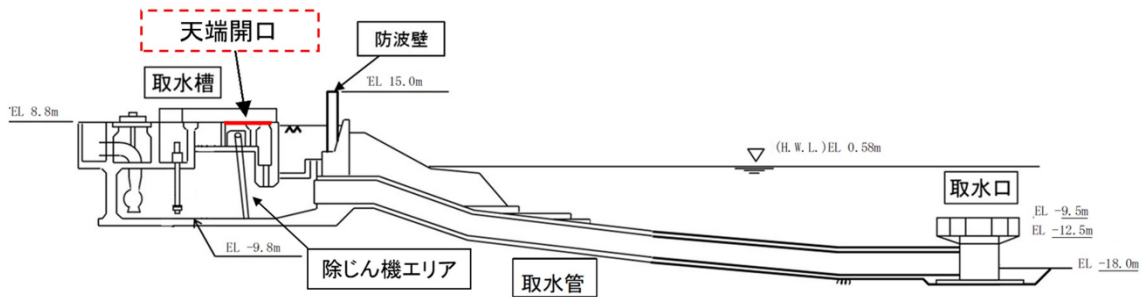 天端開口
防波壁
取水槽
EL 15.0m
EL 8.8m
(H.W.L.)EL 0.58m
取水口
EL -9.5m
EL -12.5m
EL -9.8m
除じん機エリア
取水管
EL -18.0m